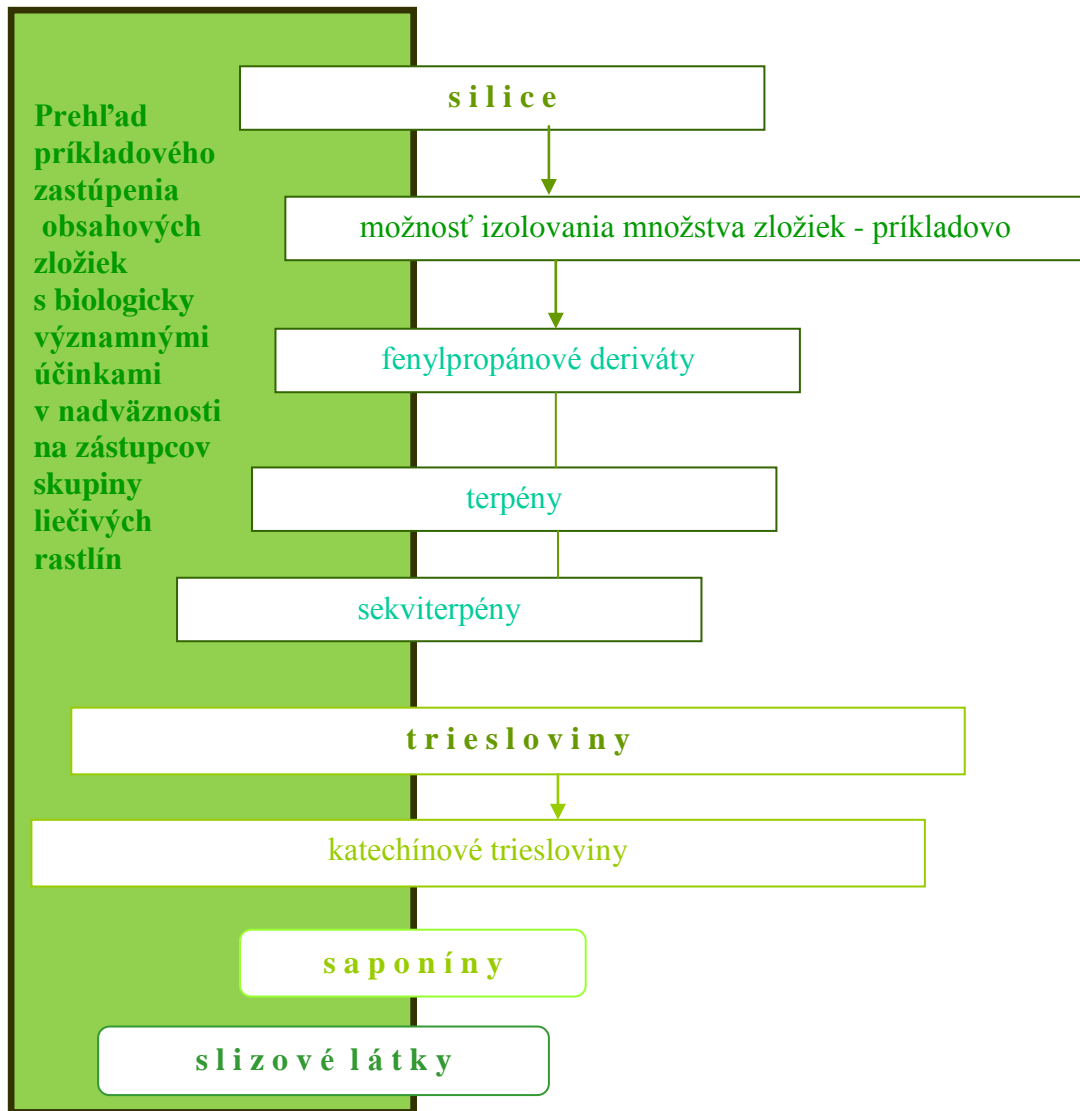 Prehľad
príkladového
zastúpenia
obsahových
zložiek
s biologicky
významnými
účinkami
v nadväznosti
na zástupcov
skupiny
liečivých
rastlín
s i l i c e
možnosť izolovania množstva zložiek - príkladovo
fenylpropánové deriváty
terpény
sekviterpény
t r i e s l o v i n y
katechínové triesloviny
s a p o n í n y
s l i z o v é l á t k y